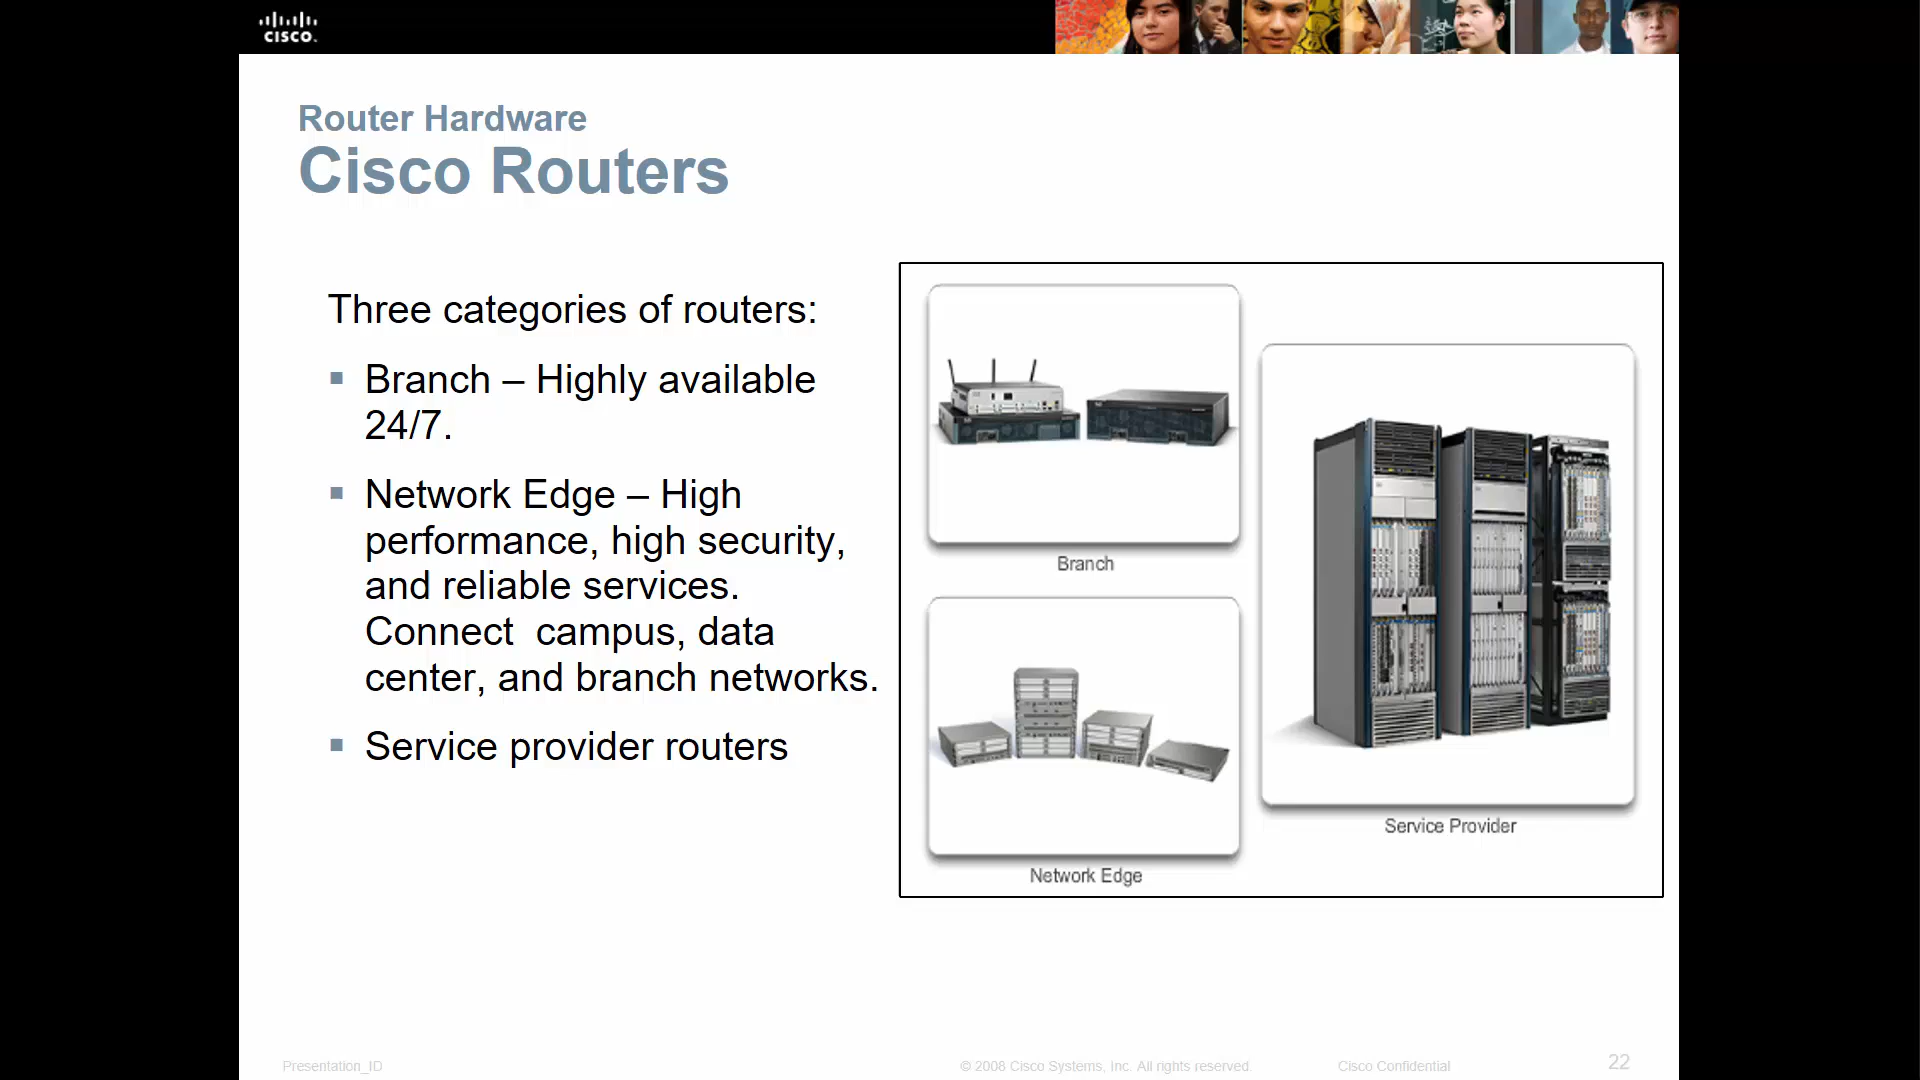 CISCO.
Router Hardware
Cisco Routers
Three categories of routers:
▪ Branch – Highly available
24/7.
▪ Network Edge – High
performance, high security,
and reliable services.
Connect  campus, data
center, and branch networks.
▪ Service provider routers
Branch
Network Edge
Service Provider
Presentation_ID
© 2008 Cisco Systems, Inc. All rights reserved.
Cisco Confidential
22